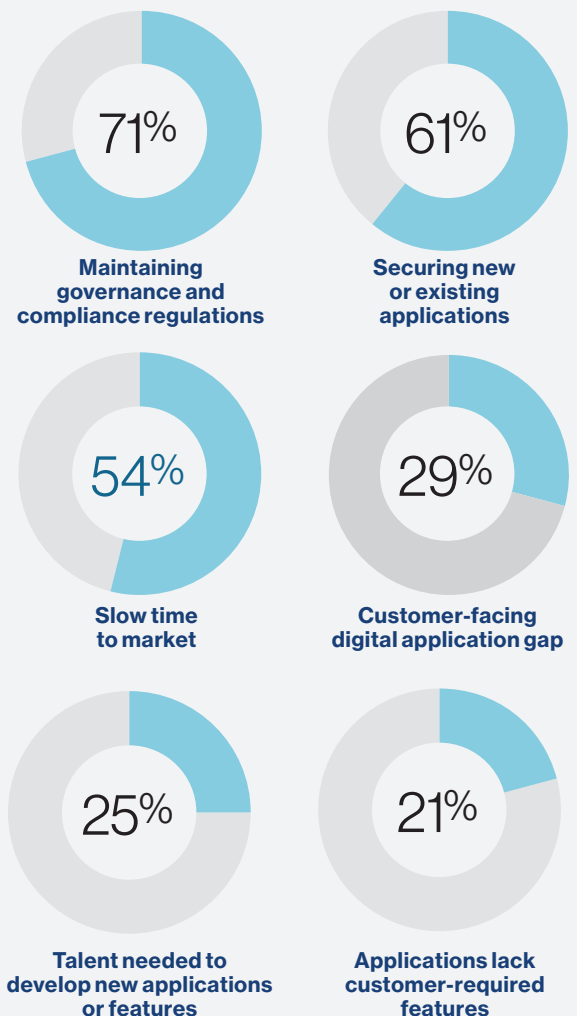 71%
Maintaining
governance and
compliance regulations
61%
Securing new
or existing
applications
54%
Slow time
to market
29%
Customer-facing
digital application gap
25%
Talent needed to
develop new applications
or features
21%
Applications lack
customer-required
features